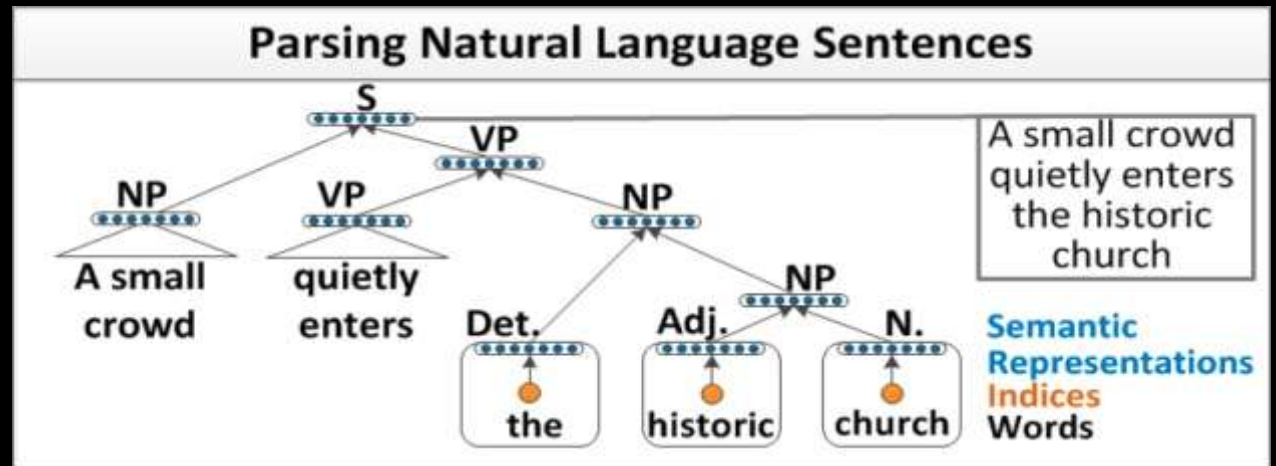 Parsing Natural Language Sentences
S
VP
NP
VP
NP
A small
crowd
quietly
enters
NP
Det.
Adj.
N.
the
historic
church
A small crowd
quietly enters
the historic
church
Semantic
Representations
Indices
Words